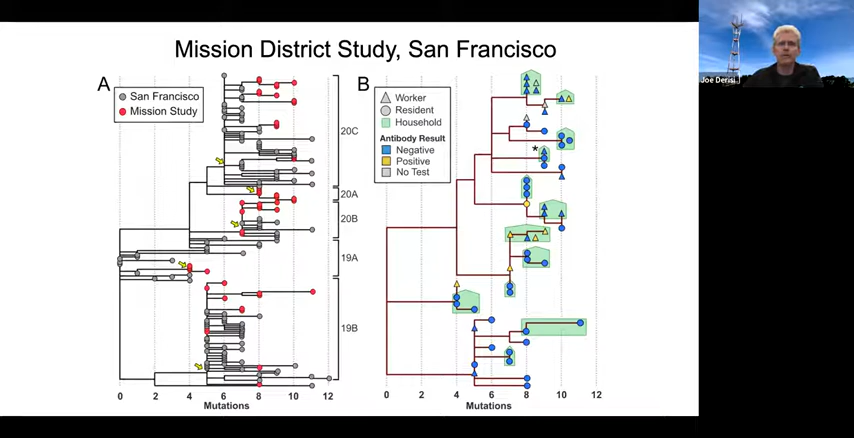 Mission District Study, San Francisco
A
San Francisco
Mission Study
20C
20A
20B
19A
19B
0 2 4 6 8 10 12
Mutations
B
Worker
Resident
Household
Antibody Result
Negative
Positive
No Test
*
0 2 4 6 8 10 12
Mutations
Joe Derisi